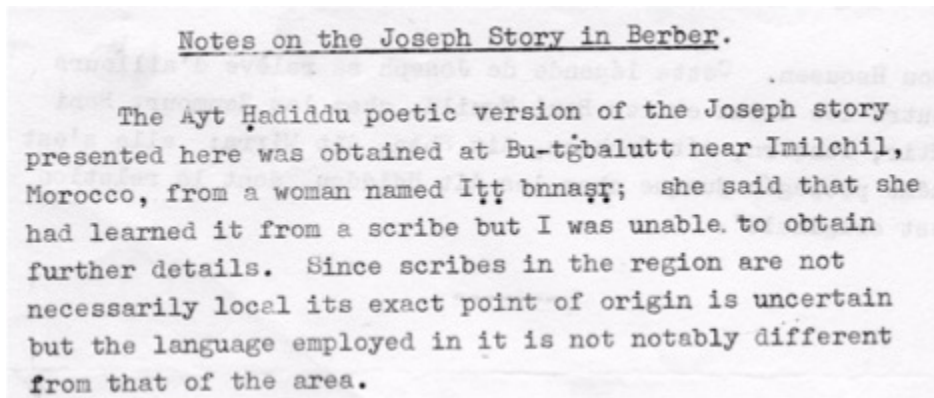 Notes on the Joseph Story in Berber.
The Ayt Ḥadiddu poetic version of the Joseph story
presented here was obtained at Bu-tġbalutt near Imilchil,
Morocco, from a woman named Iṭṭ bnnaṣṛ; she said that she
had learned it from a scribe but I was unable to obtain
further details. Since scribes in the region are not
necessarily local its exact point of origin is uncertain
but the language employed in it is not notably different
from that of the area.